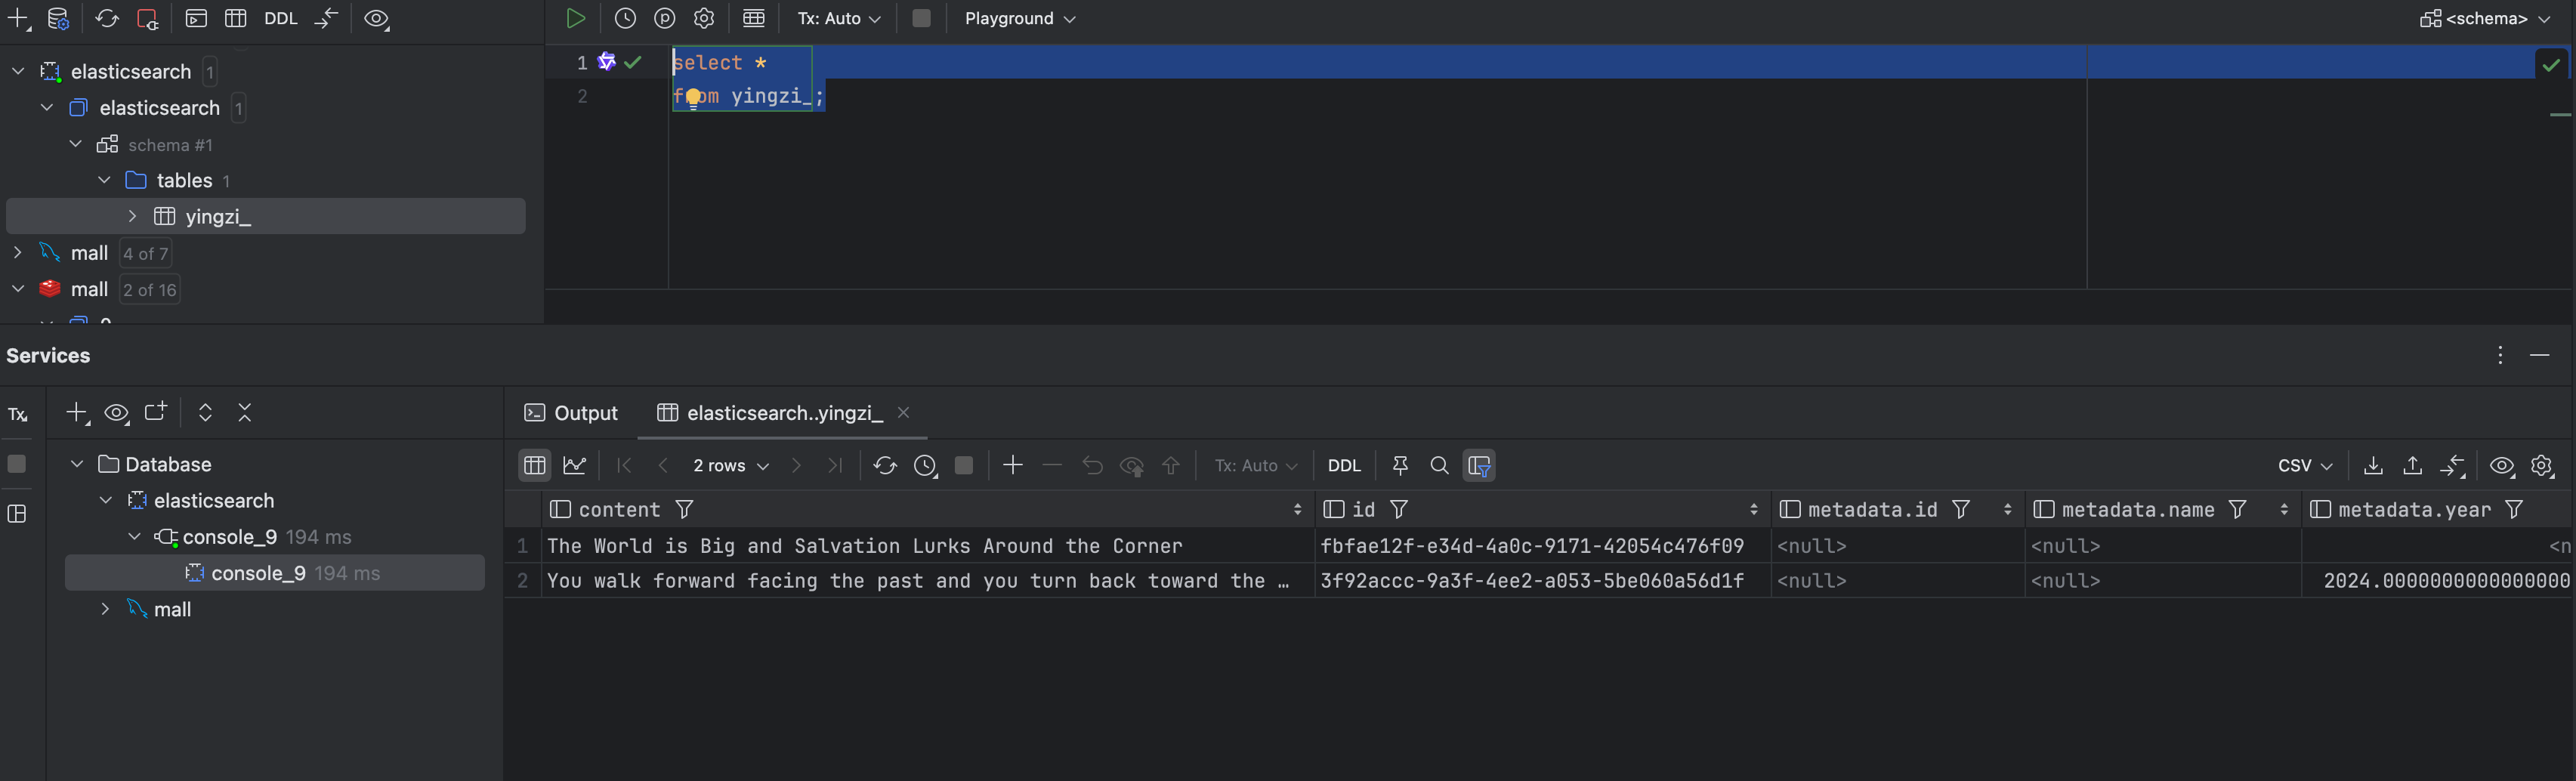 DDL
Tx: Auto
Playground
<schema>
elasticsearch 1
elasticsearch 1
schema #1
tables 1
yingzi_
mall 4 of 7
mall 2 of 16
1 select *
2 from yingzi_;
Services
Tx
Output
elasticsearch..yingzi_
Database
elasticsearch
console_9 194 ms
console_9 194 ms
mall
2 rows
Tx: Auto
DDL
CSV
content id metadata.id metadata.name metadata.year
1 The World is Big and Salvation Lurks Around the Corner fbfae12f-e34d-4a0c-9171-42054c476f09 <null> <null> <n
2 You walk forward facing the past and you turn back toward the … 3f92accc-9a3f-4ee2-a053-5be060a56d1f <null> <null> 2024.0000000000000000